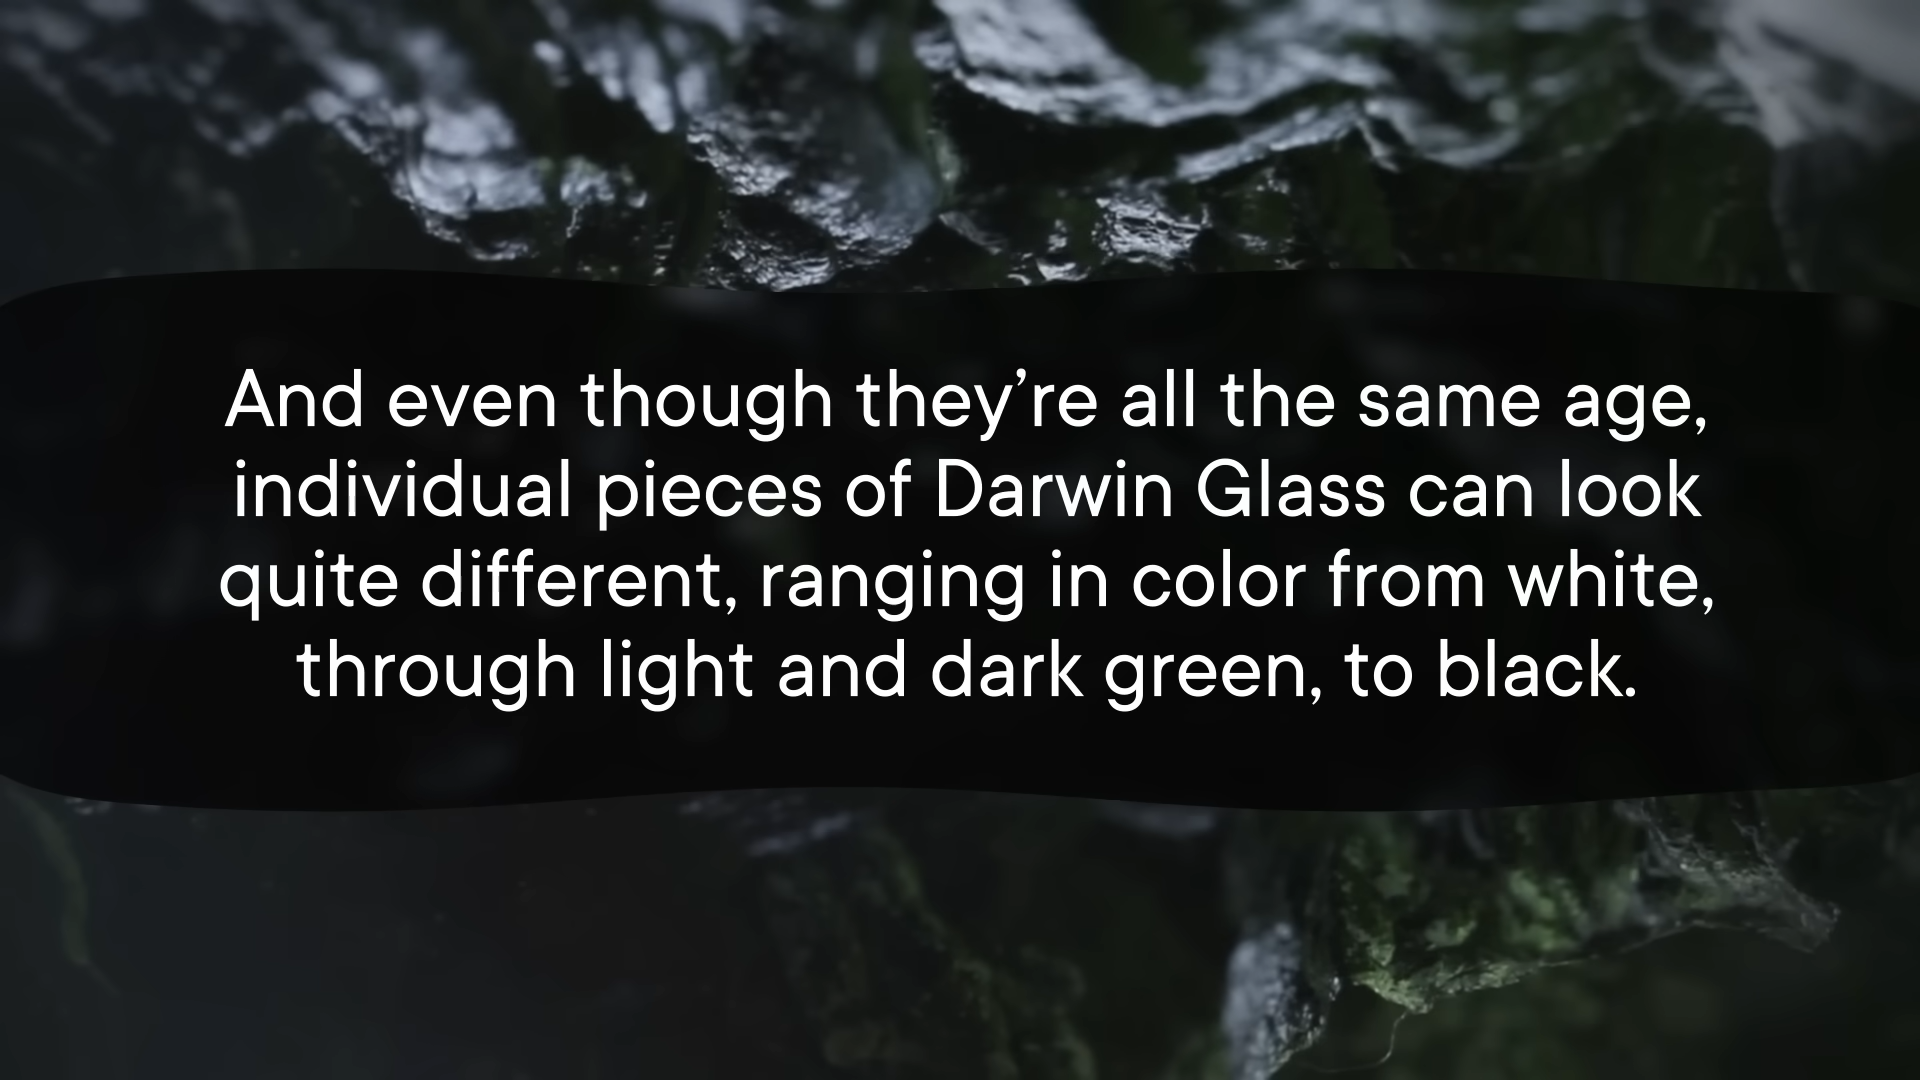 And even though they’re all the same age,
individual pieces of Darwin Glass can look
quite different, ranging in color from white,
through light and dark green, to black.